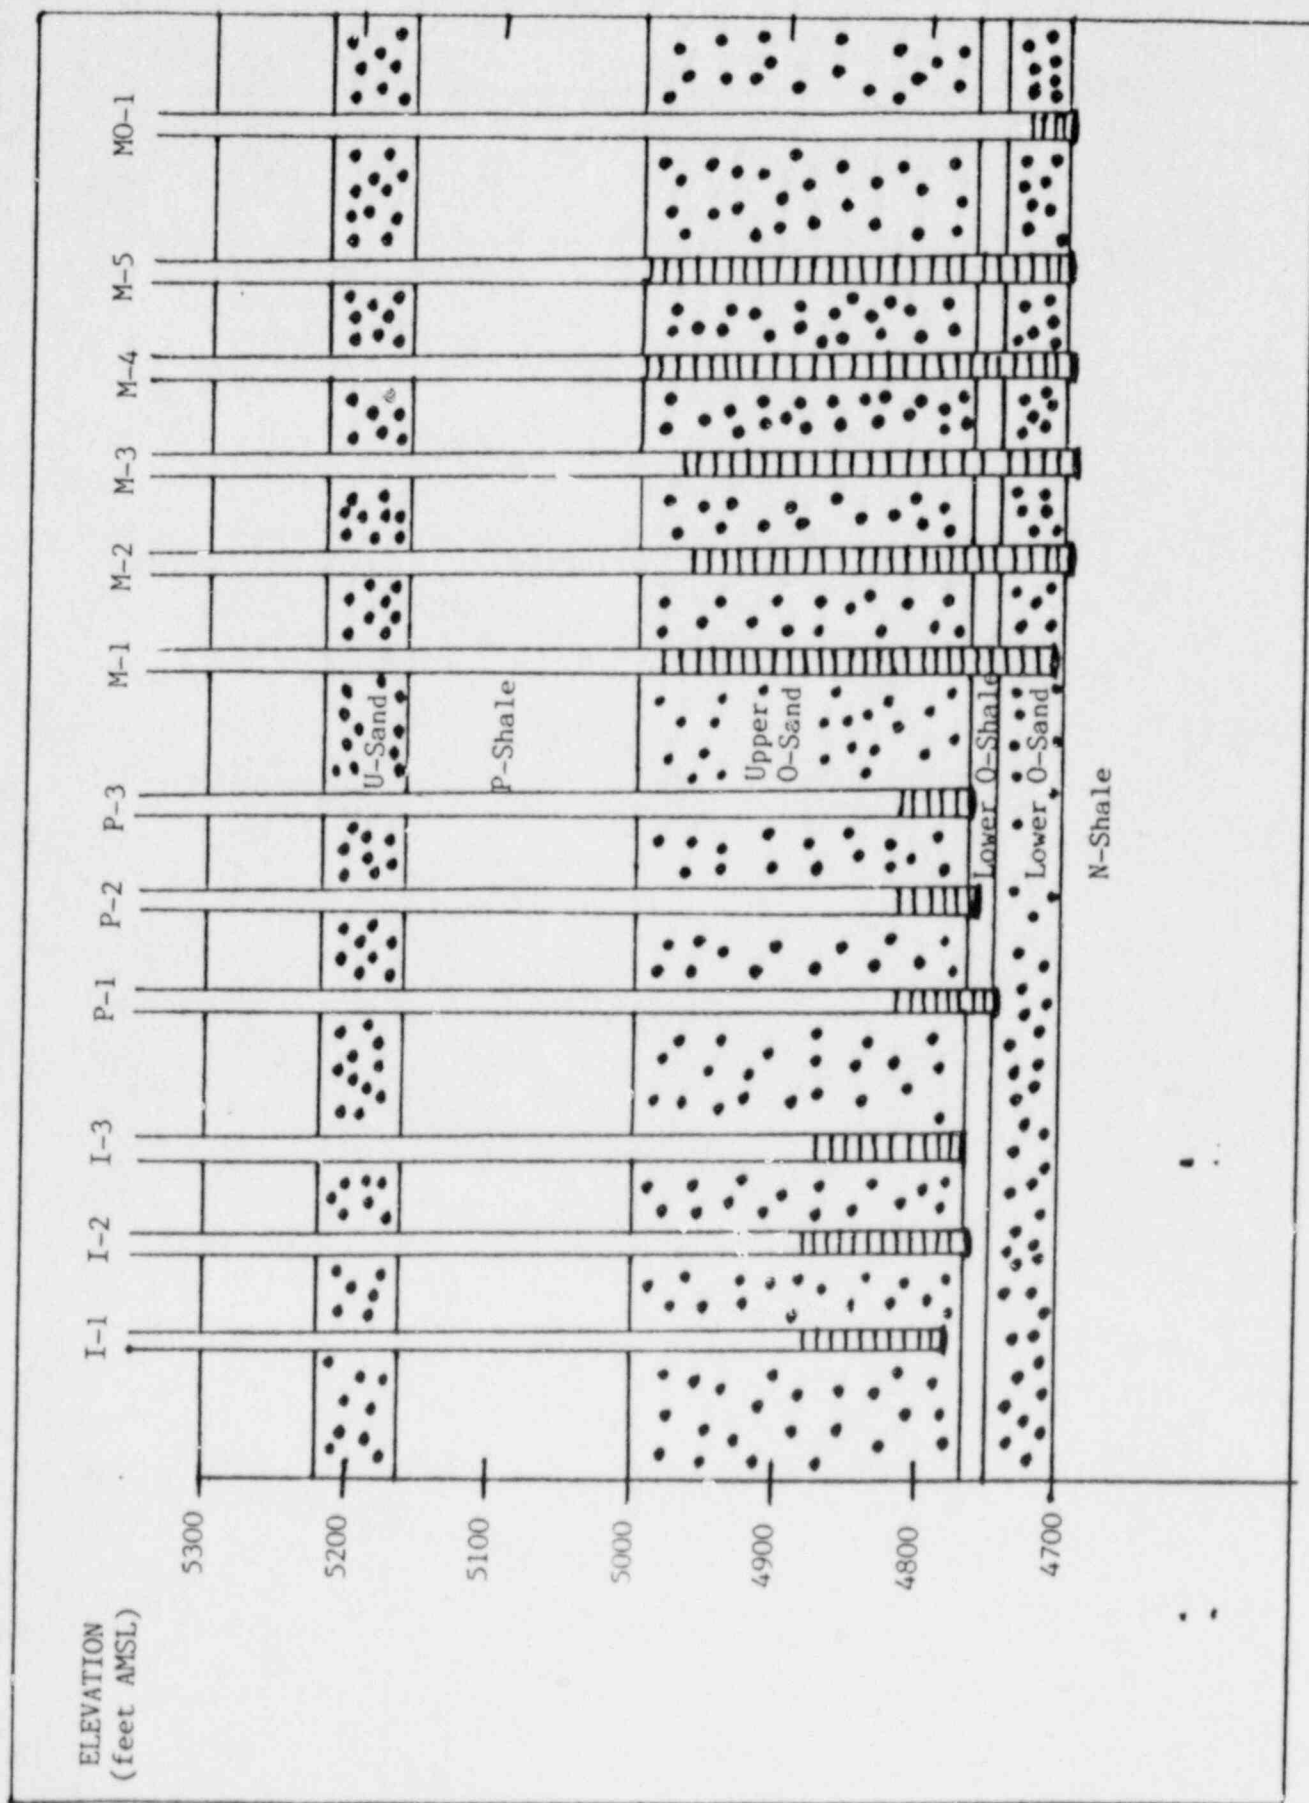 ELEVATION
(feet AMSL)
I-1
I-2
I-3
P-1
P-2
P-3
M-1
M-2
M-3
M-4
M-5
MO-1
5300
5200
5100
5000
4900
4800
4700
U-Sand
P-Shale
Upper
O-Sand
Lower O-Shale
Lower O-Sand
N-Shale